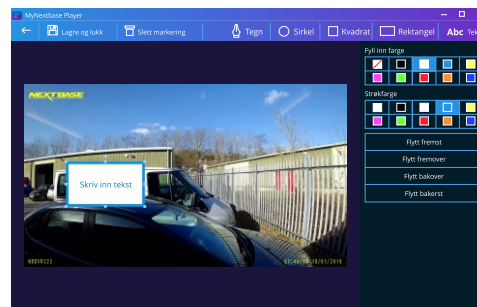 MyNextbase Player
Lagre og lukk
Slett markering
Tegn
Sirkel
Kvadrat
Rektangel
Abc Tek
Fyll inn farge
Strøkfarge
Flytt fremst
Flytt fremover
Flytt bakover
Flytt bakerst
NEXTBASE
Skriv inn tekst